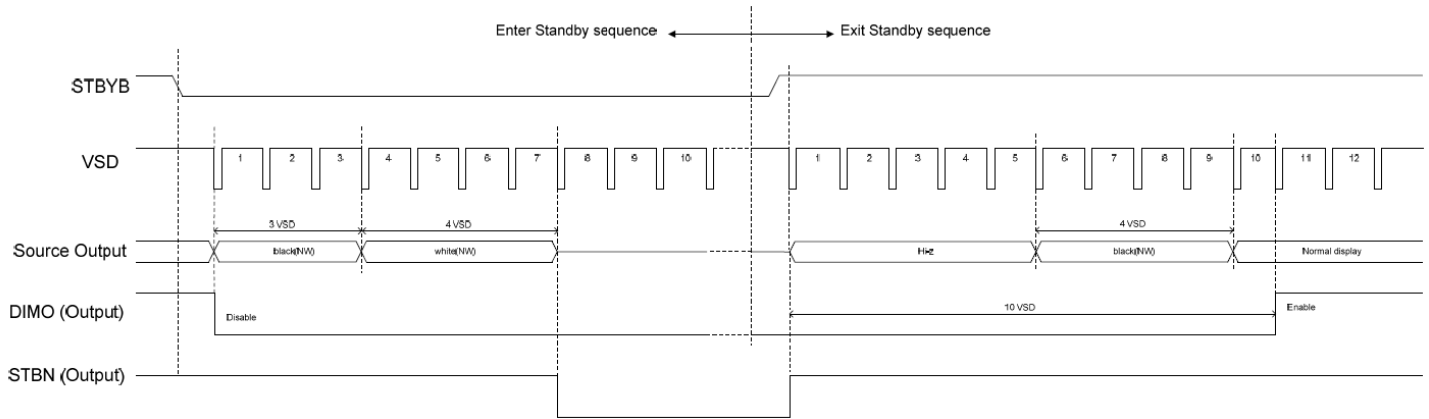 Enter Standby sequence
Exit Standby sequence
STBYB
VSD
1 2 3 4 5 6 7 8 9 10
1 2 3 4 5 6 7 8 9 10 11 12
3 VSD
4 VSD
4 VSD
Source Output
black(NW)
white(NW)
Hi-z
black(NW)
Normal display
DIMO (Output)
Disable
10 VSD
Enable
STBN (Output)